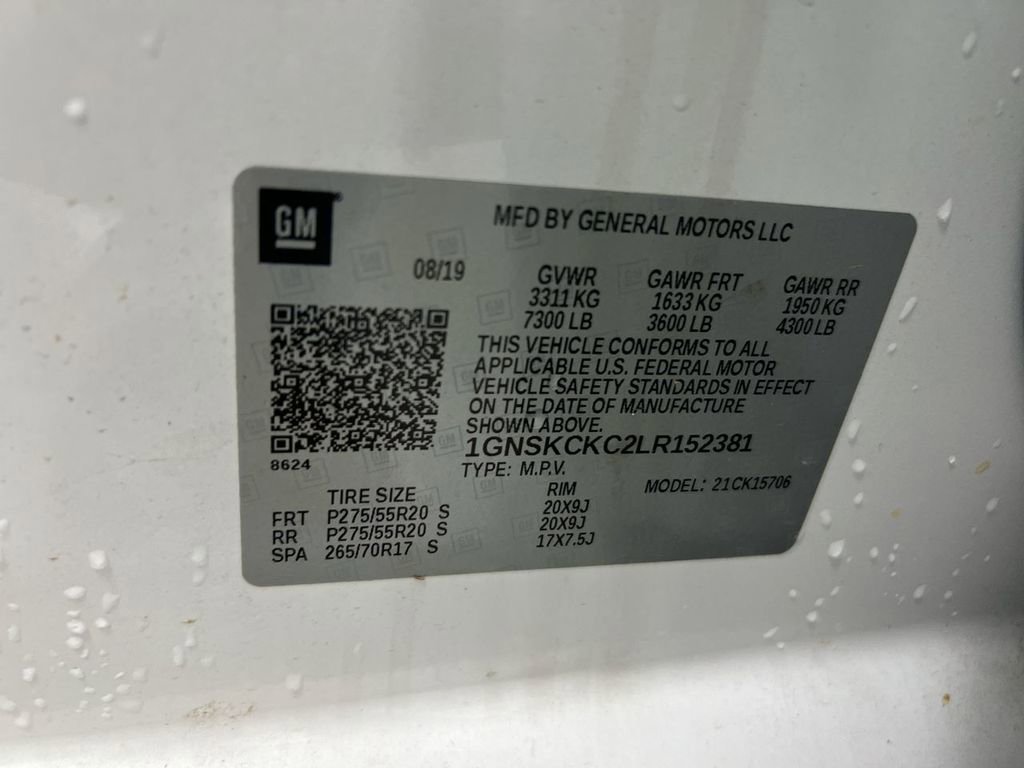 GM
MFD BY GENERAL MOTORS LLC
08/19
GVWR GAWR FRT GAWR RR
3311 KG 1633 KG 1950 KG
7300 LB 3600 LB 4300 LB
THIS VEHICLE CONFORMS TO ALL
APPLICABLE U.S. FEDERAL MOTOR
VEHICLE SAFETY STANDARDS IN EFFECT
ON THE DATE OF MANUFACTURE
SHOWN ABOVE.
1GNSKCKC2LR152381
8624
TYPE: M.P.V. MODEL: 21CK15706
TIRE SIZE RIM
FRT P275/55R20 S 20X9J
RR P275/55R20 S 20X9J
SPA 265/70R17 S 17X7.5J